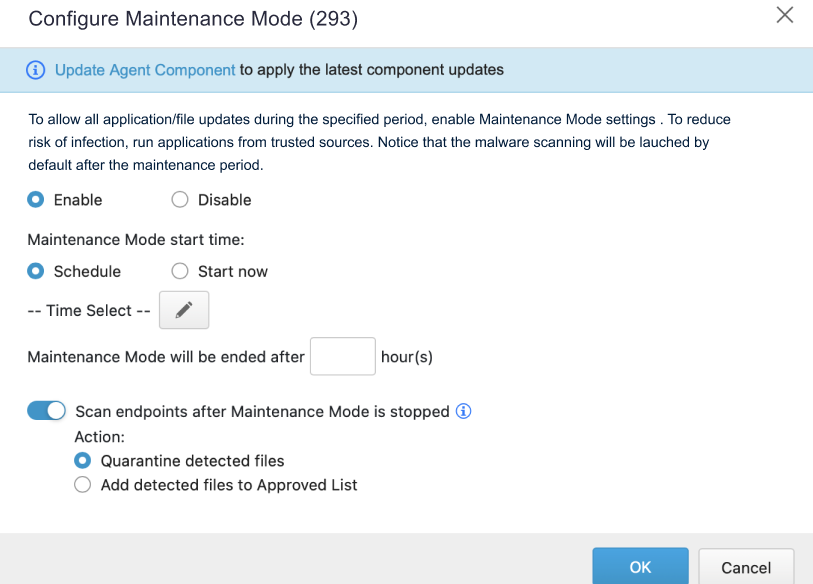 Configure Maintenance Mode (293)
Update Agent Component to apply the latest component updates
To allow all application/file updates during the specified period, enable Maintenance Mode settings . To reduce
risk of infection, run applications from trusted sources. Notice that the malware scanning will be lauched by
default after the maintenance period.
Enable Disable
Maintenance Mode start time:
Schedule Start now
-- Time Select --
Maintenance Mode will be ended after hour(s)
Scan endpoints after Maintenance Mode is stopped
Action:
Quarantine detected files
Add detected files to Approved List
OK Cancel